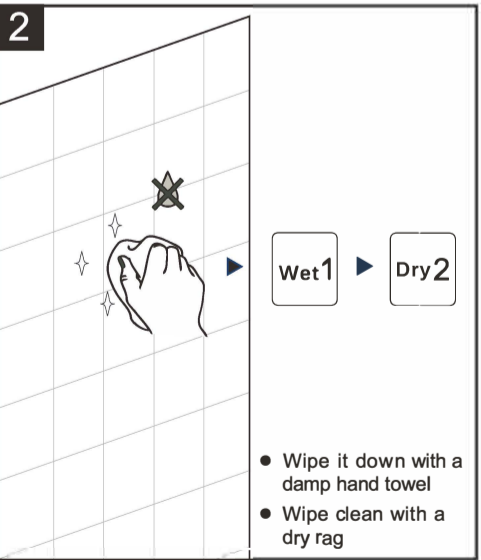 2
Wet1
Dry2
● Wipe it down with a
damp hand towel
● Wipe clean with a
dry rag